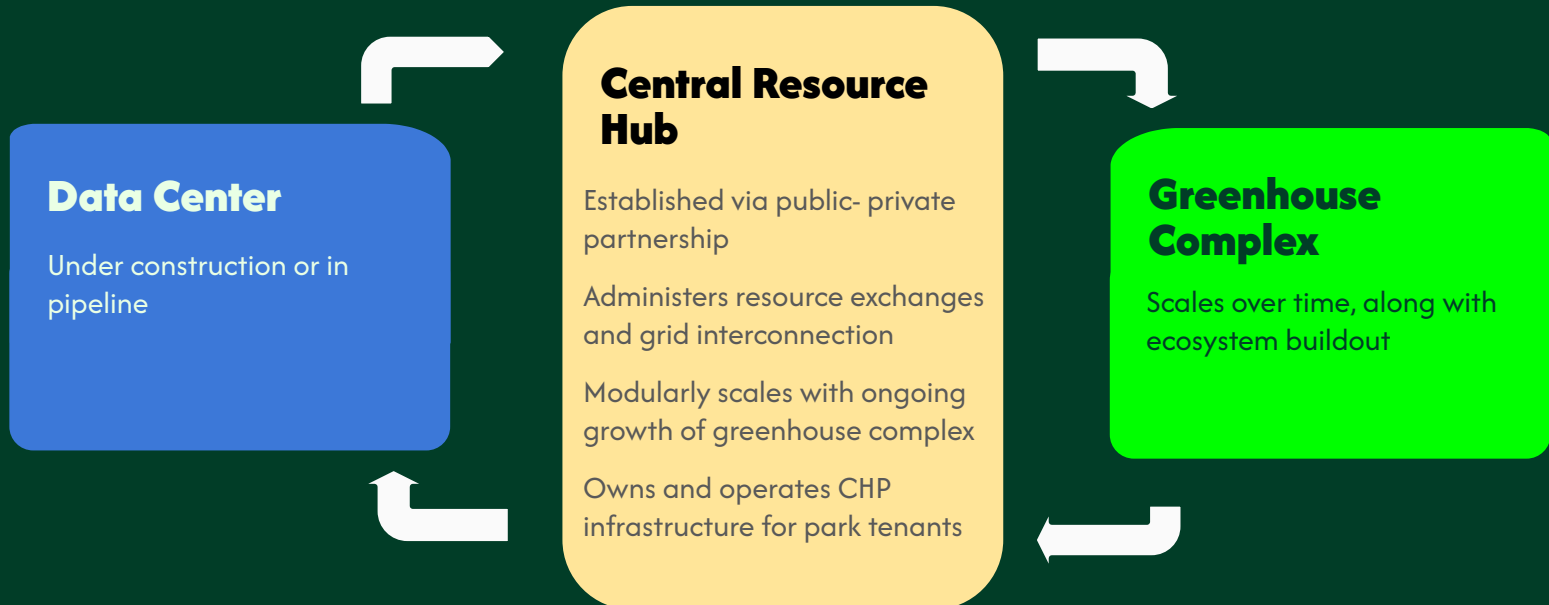 Data Center
Under construction or in
pipeline
Central Resource
Hub
Established via public- private
partnership
Administers resource exchanges
and grid interconnection
Modularly scales with ongoing
growth of greenhouse complex
Owns and operates CHP
infrastructure for park tenants
Greenhouse
Complex
Scales over time, along with
ecosystem buildout